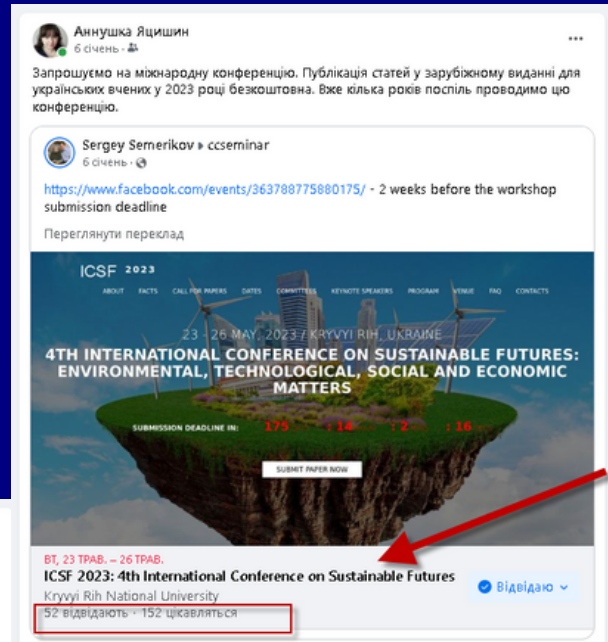 Аннушка Яцишин
6 січень ·
Запрошуємо на міжнародну конференцію. Публікація статей у зарубіжному виданні для
українських вчених у 2023 році безкоштовна. Вже кілька років поспіль проводимо цю
конференцію.
Sergey Semerikov ▸ ccseminar
6 січень ·
https://www.facebook.com/events/363788775880175/ - 2 weeks before the workshop
submission deadline
Переглянути переклад
ICSF 2023
ABOUT FACTS CALL FOR PAPERS DATES COMMITTEES KEYNOTE SPEAKERS PROGRAM VENUE FAQ CONTACTS
23 - 26 MAY, 2023 / KRYVYI RIH, UKRAINE
4TH INTERNATIONAL CONFERENCE ON SUSTAINABLE FUTURES:
ENVIRONMENTAL, TECHNOLOGICAL, SOCIAL AND ECONOMIC
MATTERS
SUBMISSION DEADLINE IN: 175 : 14 : 2 : 16
SUBMIT PAPER NOW
ВТ, 23 ТРАВ. – 26 ТРАВ.
ICSF 2023: 4th International Conference on Sustainable Futures
Kryvyi Rih National University
52 відвідають · 152 цікавляться
Відвідаю